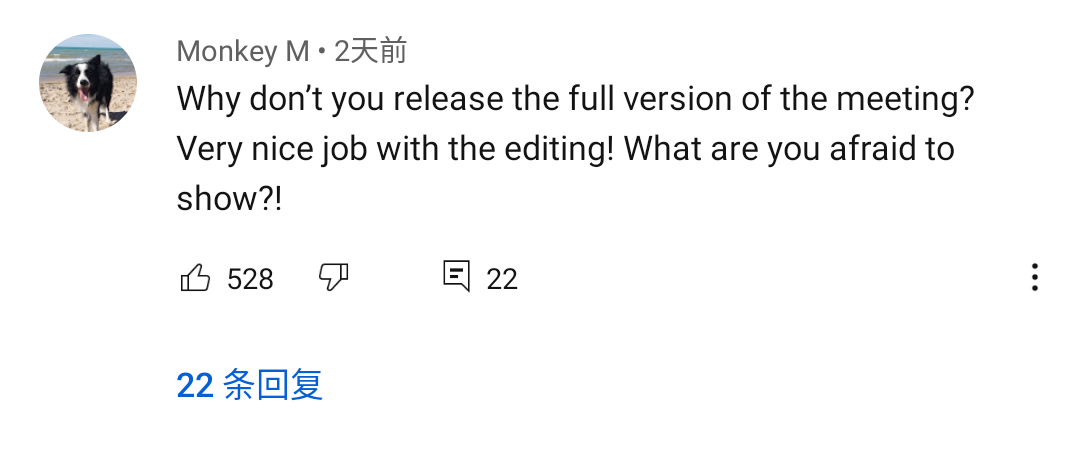 Monkey M • 2天前
Why don’t you release the full version of the meeting?
Very nice job with the editing! What are you afraid to
show?!
528 22
22 条回复